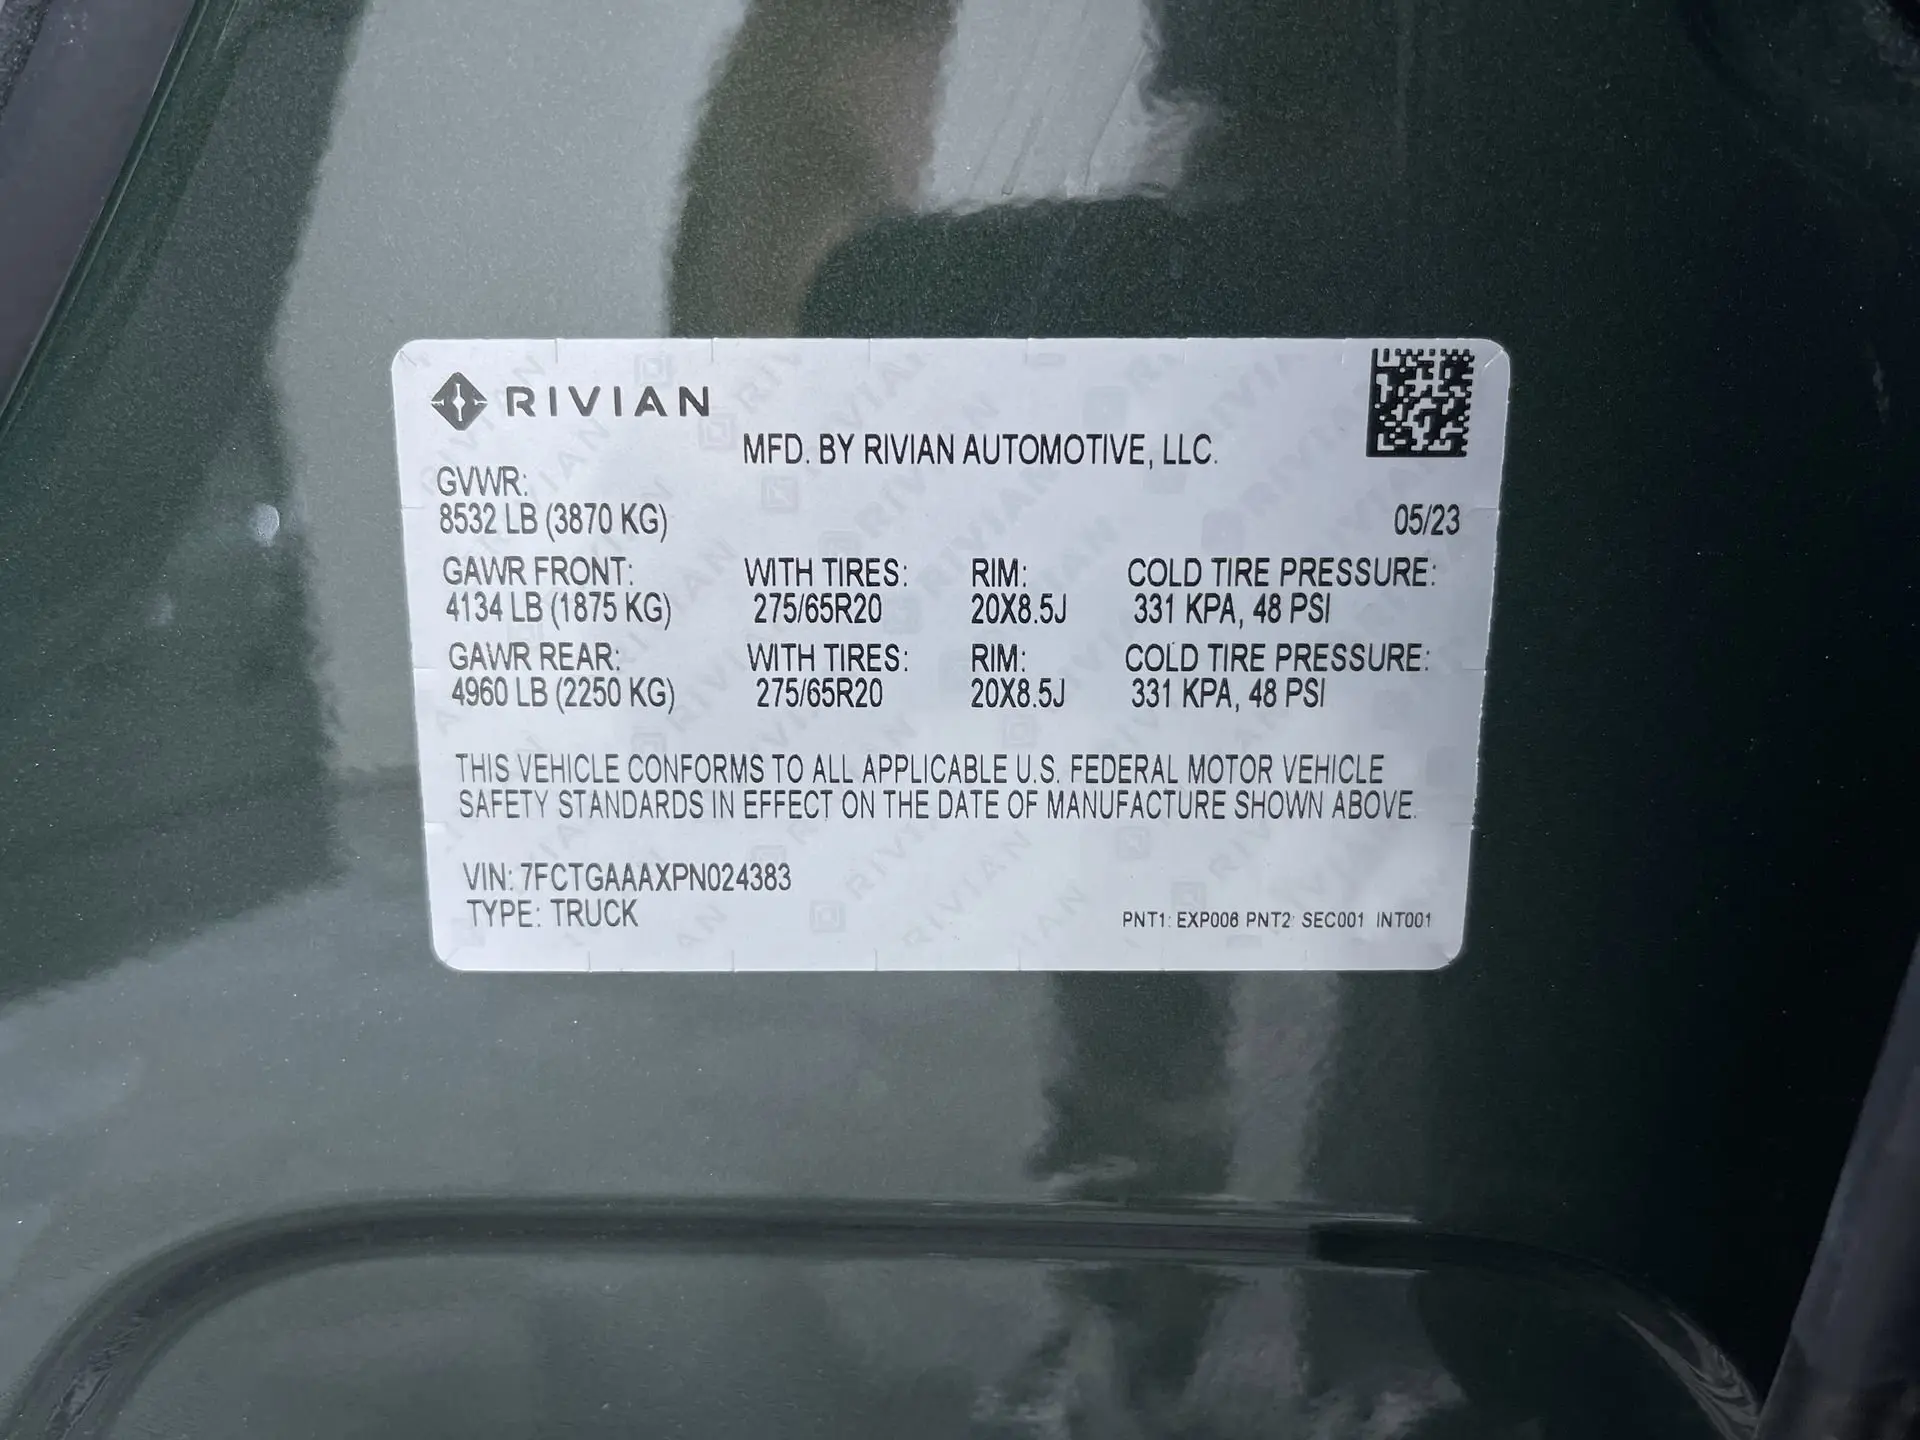 RIVIAN
MFD. BY RIVIAN AUTOMOTIVE, LLC.
GVWR:
8532 LB (3870 KG) 05/23
GAWR FRONT: WITH TIRES: RIM: COLD TIRE PRESSURE:
4134 LB (1875 KG) 275/65R20 20X8.5J 331 KPA, 48 PSI
GAWR REAR: WITH TIRES: RIM: COLD TIRE PRESSURE:
4960 LB (2250 KG) 275/65R20 20X8.5J 331 KPA, 48 PSI
THIS VEHICLE CONFORMS TO ALL APPLICABLE U.S. FEDERAL MOTOR VEHICLE
SAFETY STANDARDS IN EFFECT ON THE DATE OF MANUFACTURE SHOWN ABOVE.
VIN: 7FCTGAAAXPN024383
TYPE: TRUCK PNT1: EXP006 PNT2: SEC001 INT001